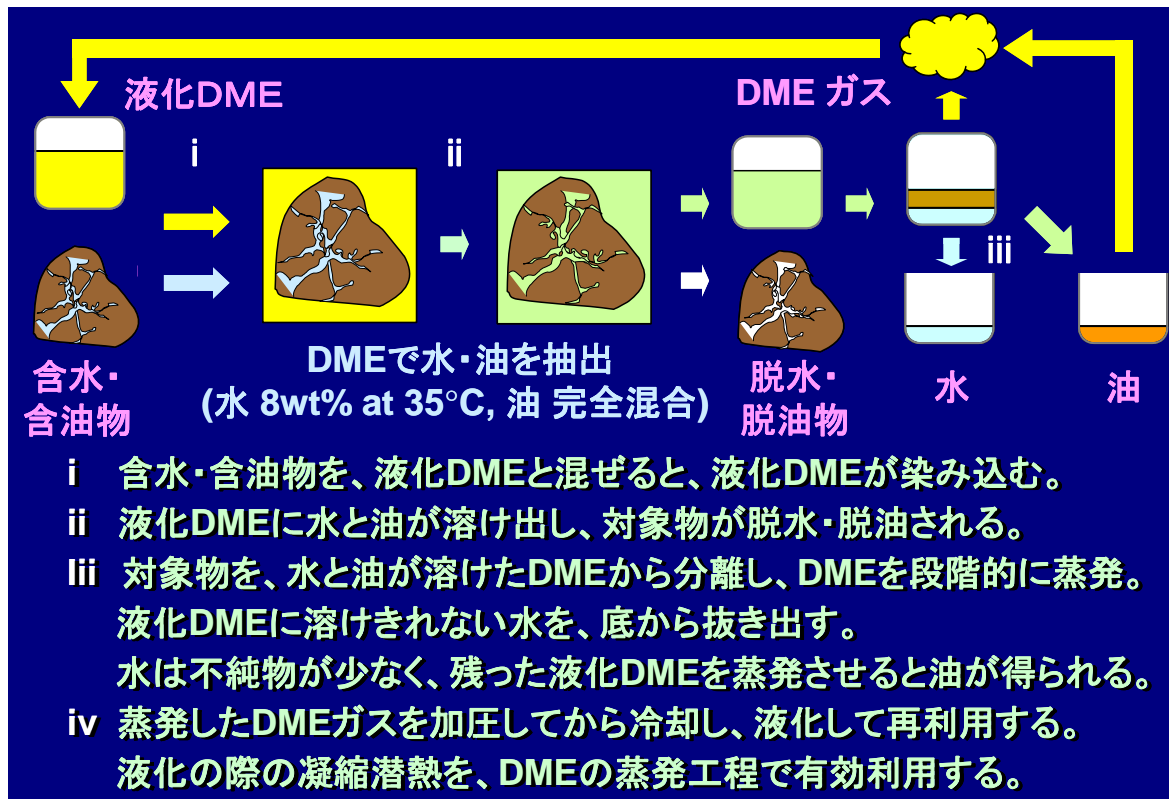 液化DME
DME ガス
i
ii
iii
含水・
含油物
DMEで水・油を抽出
(水 8wt% at 35°C, 油 完全混合)
脱水・
脱油物
水
油
i 含水・含油物を、液化DMEと混ぜると、液化DMEが染み込む。
ii 液化DMEに水と油が溶け出し、対象物が脱水・脱油される。
Iii 対象物を、水と油が溶けたDMEから分離し、DMEを段階的に蒸発。
液化DMEに溶けきれない水を、底から抜き出す。
水は不純物が少なく、残った液化DMEを蒸発させると油が得られる。
iv 蒸発したDMEガスを加圧してから冷却し、液化して再利用する。
液化の際の凝縮潜熱を、DMEの蒸発工程で有効利用する。